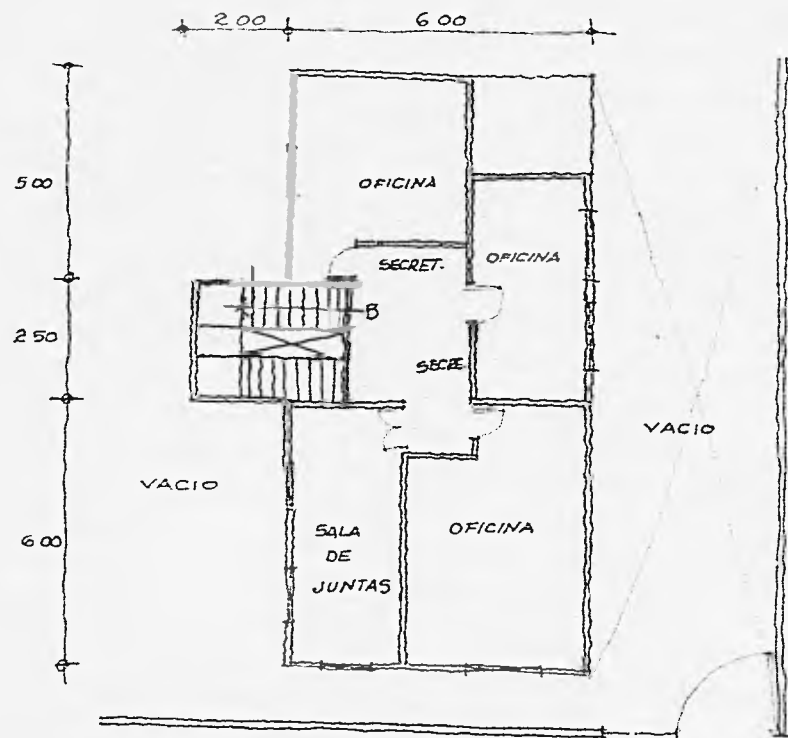 2 00
6 00
5 00
OFICINA
SECRET.
OFICINA
B
2 50
SECRE
VACIO
VACIO
6 00
SALA
DE
JUNTAS
OFICINA